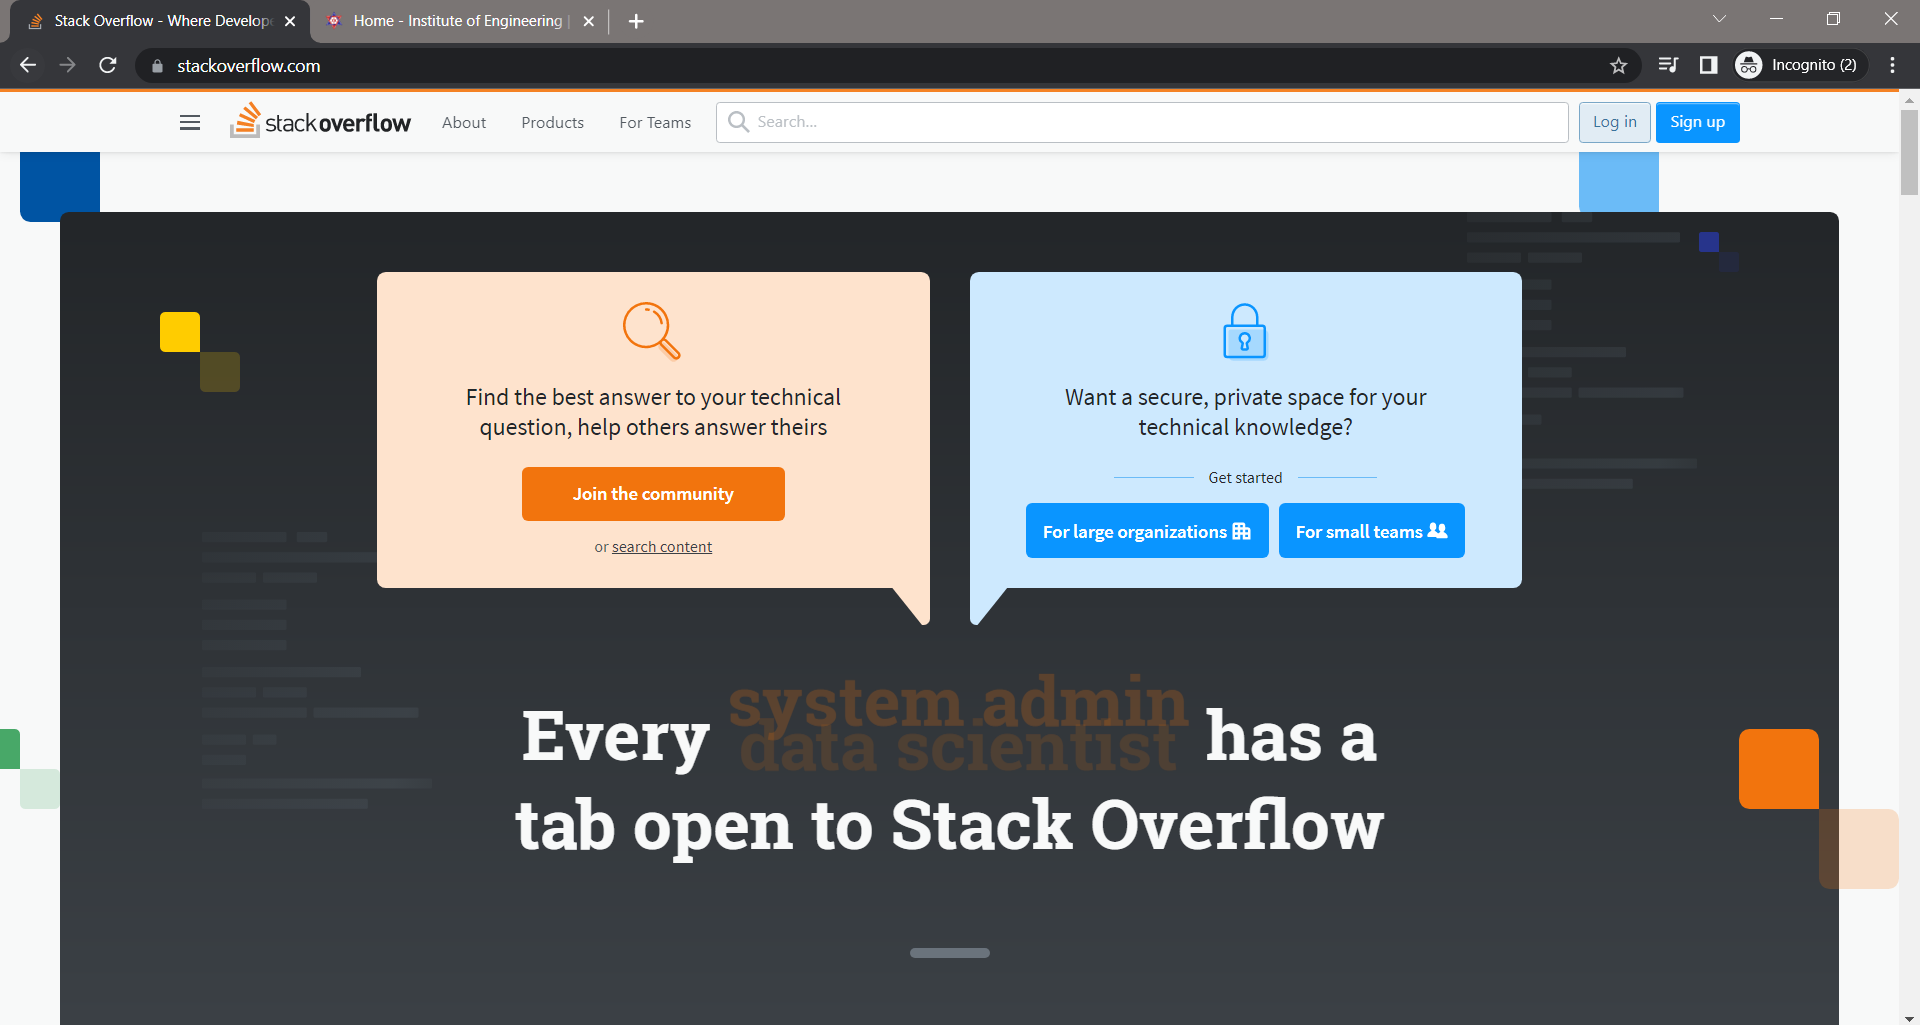 Stack Overflow - Where Develope
Home - Institute of Engineering |
stackoverflow.com
Incognito (2)
stackoverflow
About
Products
For Teams
Search...
Log in
Sign up
Find the best answer to your technical
question, help others answer theirs
Join the community
or search content
Want a secure, private space for your
technical knowledge?
Get started
For large organizations
For small teams
system admin
Every data scientist has a
tab open to Stack Overflow